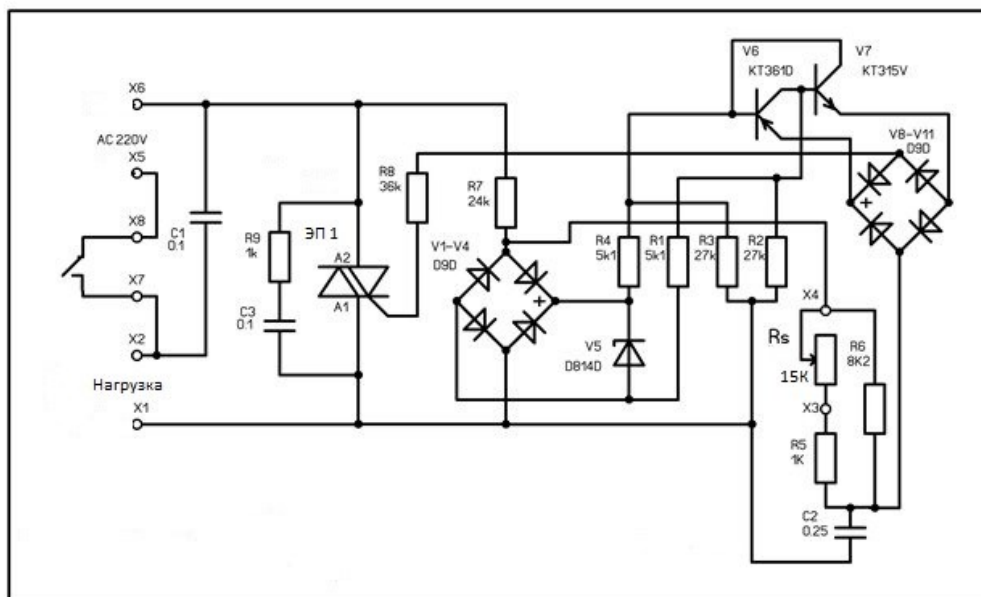 V6
KT361D
V7
KT315V
X6
AC 220V
X5
X8
X7
X2
Нагрузка
X1
C1
0.1
R9
1k
ЭП 1
A2
A1
C3
0.1
R8
36k
R7
24k
V1-V4
D9D
+
R4
5k1
R1
5k1
R3
27k
R2
27k
V5
D814D
V8-V11
D9D
+
X4
Rs
15К
X3
R6
8K2
R5
1K
C2
0.25